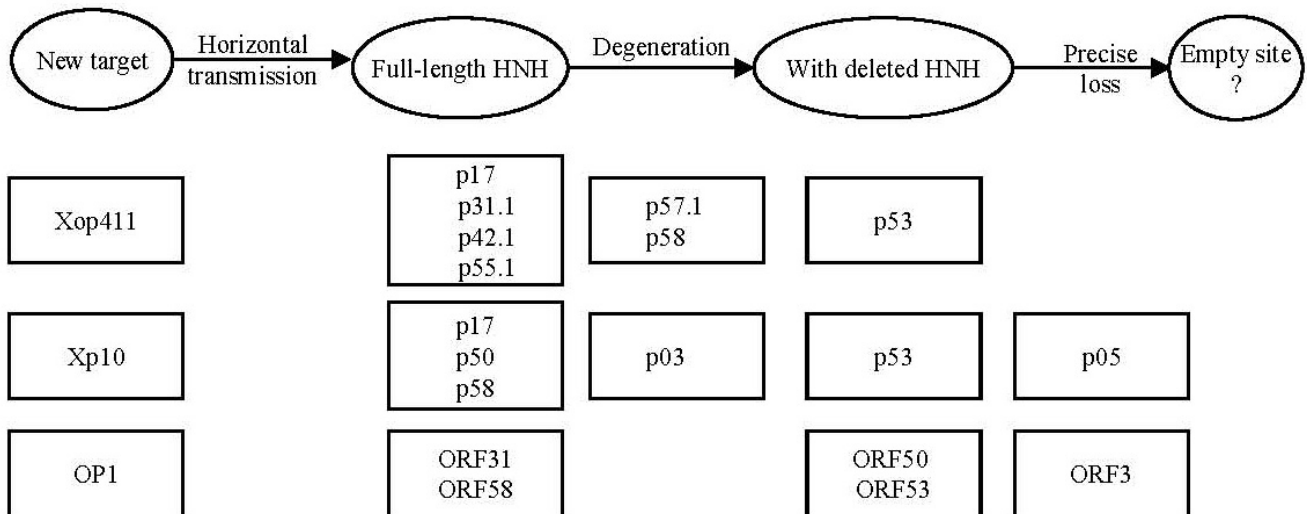 New target
Horizontal
transmission
Full-length HNH
Degeneration
With deleted HNH
Precise
loss
Empty site
?
Xop411
p17
p31.1
p42.1
p55.1
p57.1
p58
p53
Xp10
p17
p50
p58
p03
p53
p05
OP1
ORF31
ORF58
ORF50
ORF53
ORF3